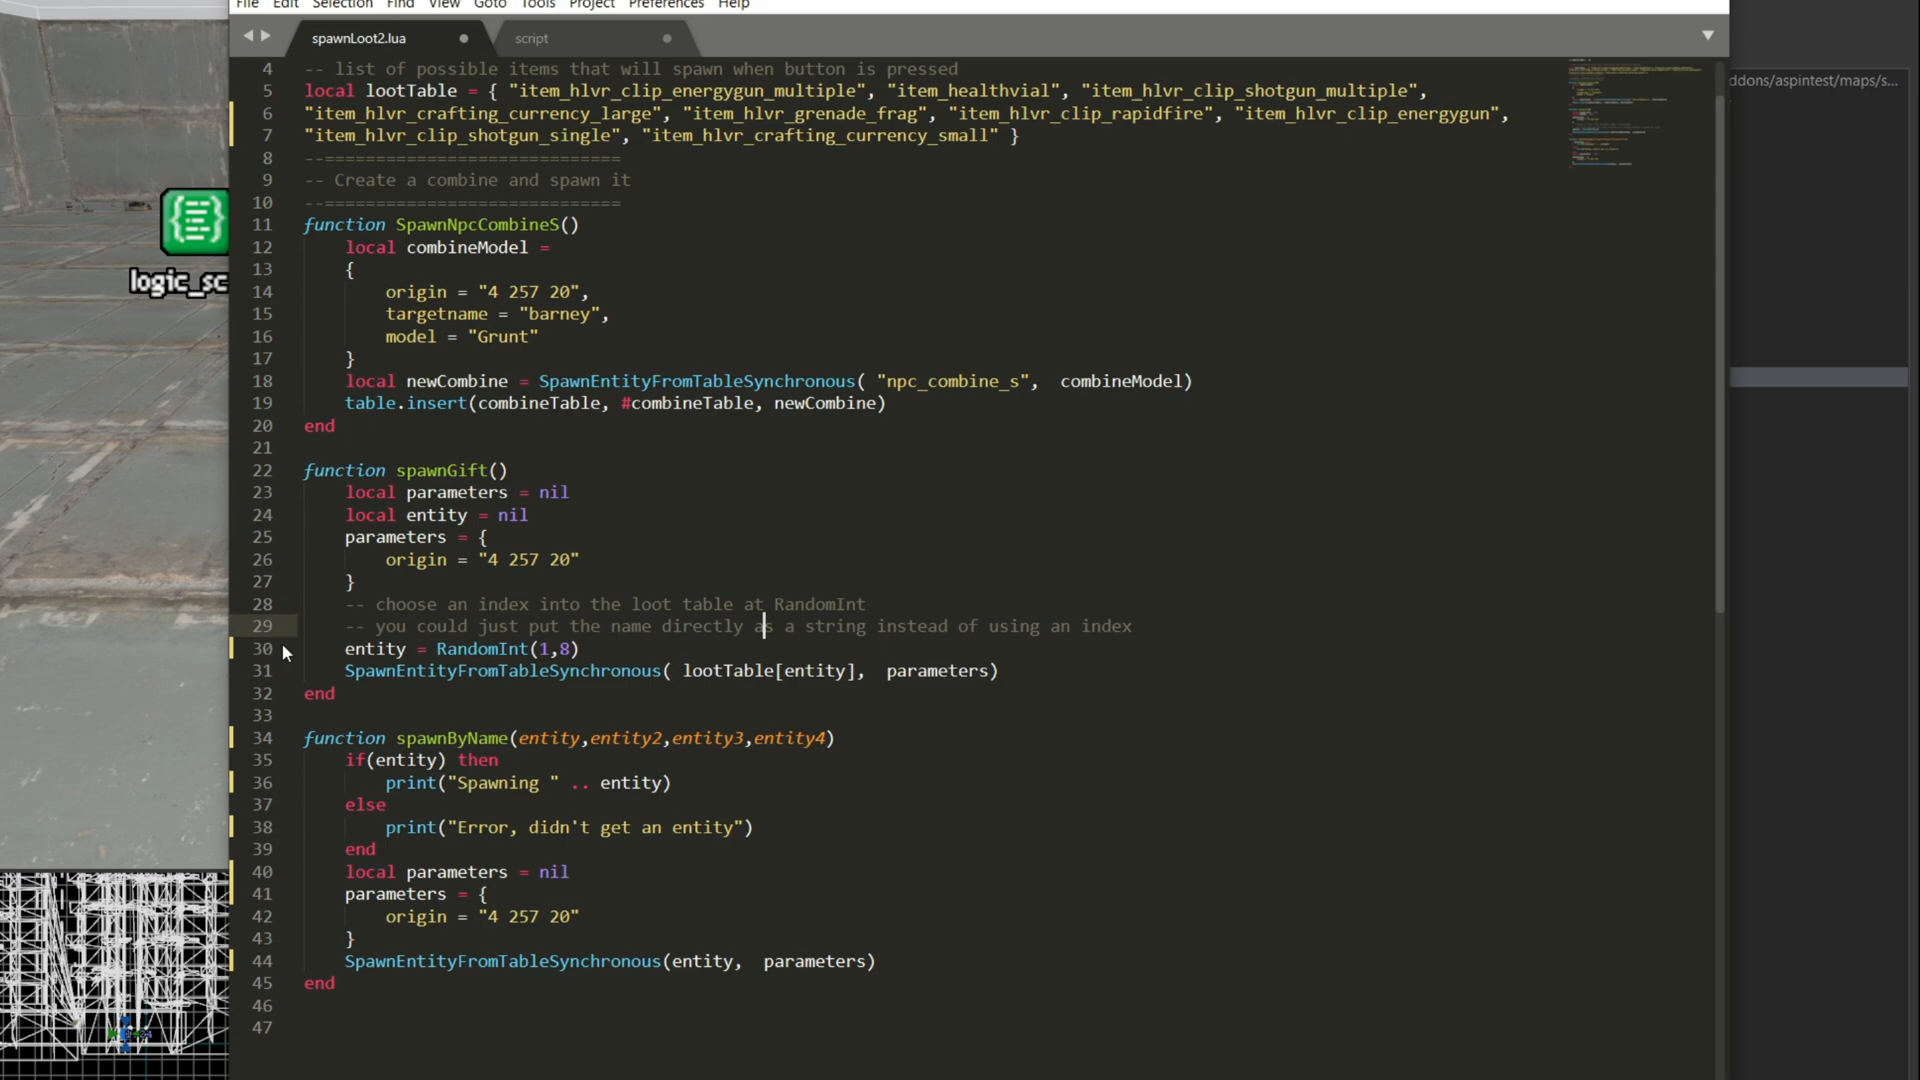 File Edit Selection Find View Goto Tools Project Preferences Help
spawnLoot2.lua script
ddons/aspintest/maps/s...
4 -- list of possible items that will spawn when button is pressed
5 local lootTable = { "item_hlvr_clip_energygun_multiple", "item_healthvial", "item_hlvr_clip_shotgun_multiple",
6 "item_hlvr_crafting_currency_large", "item_hlvr_grenade_frag", "item_hlvr_clip_rapidfire", "item_hlvr_clip_energygun",
7 "item_hlvr_clip_shotgun_single", "item_hlvr_crafting_currency_small" }
8 --=============================
9 -- Create a combine and spawn it
10 --=============================
11 function SpawnNpcCombineS()
12 local combineModel =
13 {
14 origin = "4 257 20",
15 targetname = "barney",
16 model = "Grunt"
17 }
18 local newCombine = SpawnEntityFromTableSynchronous( "npc_combine_s", combineModel)
19 table.insert(combineTable, #combineTable, newCombine)
20 end
21
22 function spawnGift()
23 local parameters = nil
24 local entity = nil
25 parameters = {
26 origin = "4 257 20"
27 }
28 -- choose an index into the loot table at RandomInt
29 -- you could just put the name directly as a string instead of using an index
30 entity = RandomInt(1,8)
31 SpawnEntityFromTableSynchronous( lootTable[entity], parameters)
32 end
33
34 function spawnByName(entity,entity2,entity3,entity4)
35 if(entity) then
36 print("Spawning " .. entity)
37 else
38 print("Error, didn't get an entity")
39 end
40 local parameters = nil
41 parameters = {
42 origin = "4 257 20"
43 }
44 SpawnEntityFromTableSynchronous(entity, parameters)
45 end
46
47
logic_sc